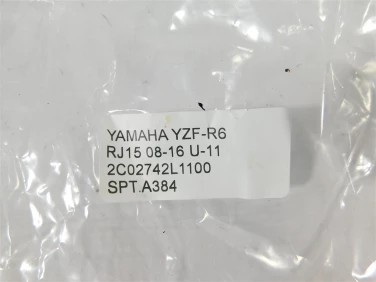 YAMAHA YZF-R6
RJ15 08-16 U-11
2C02742L1100
SPT.A384